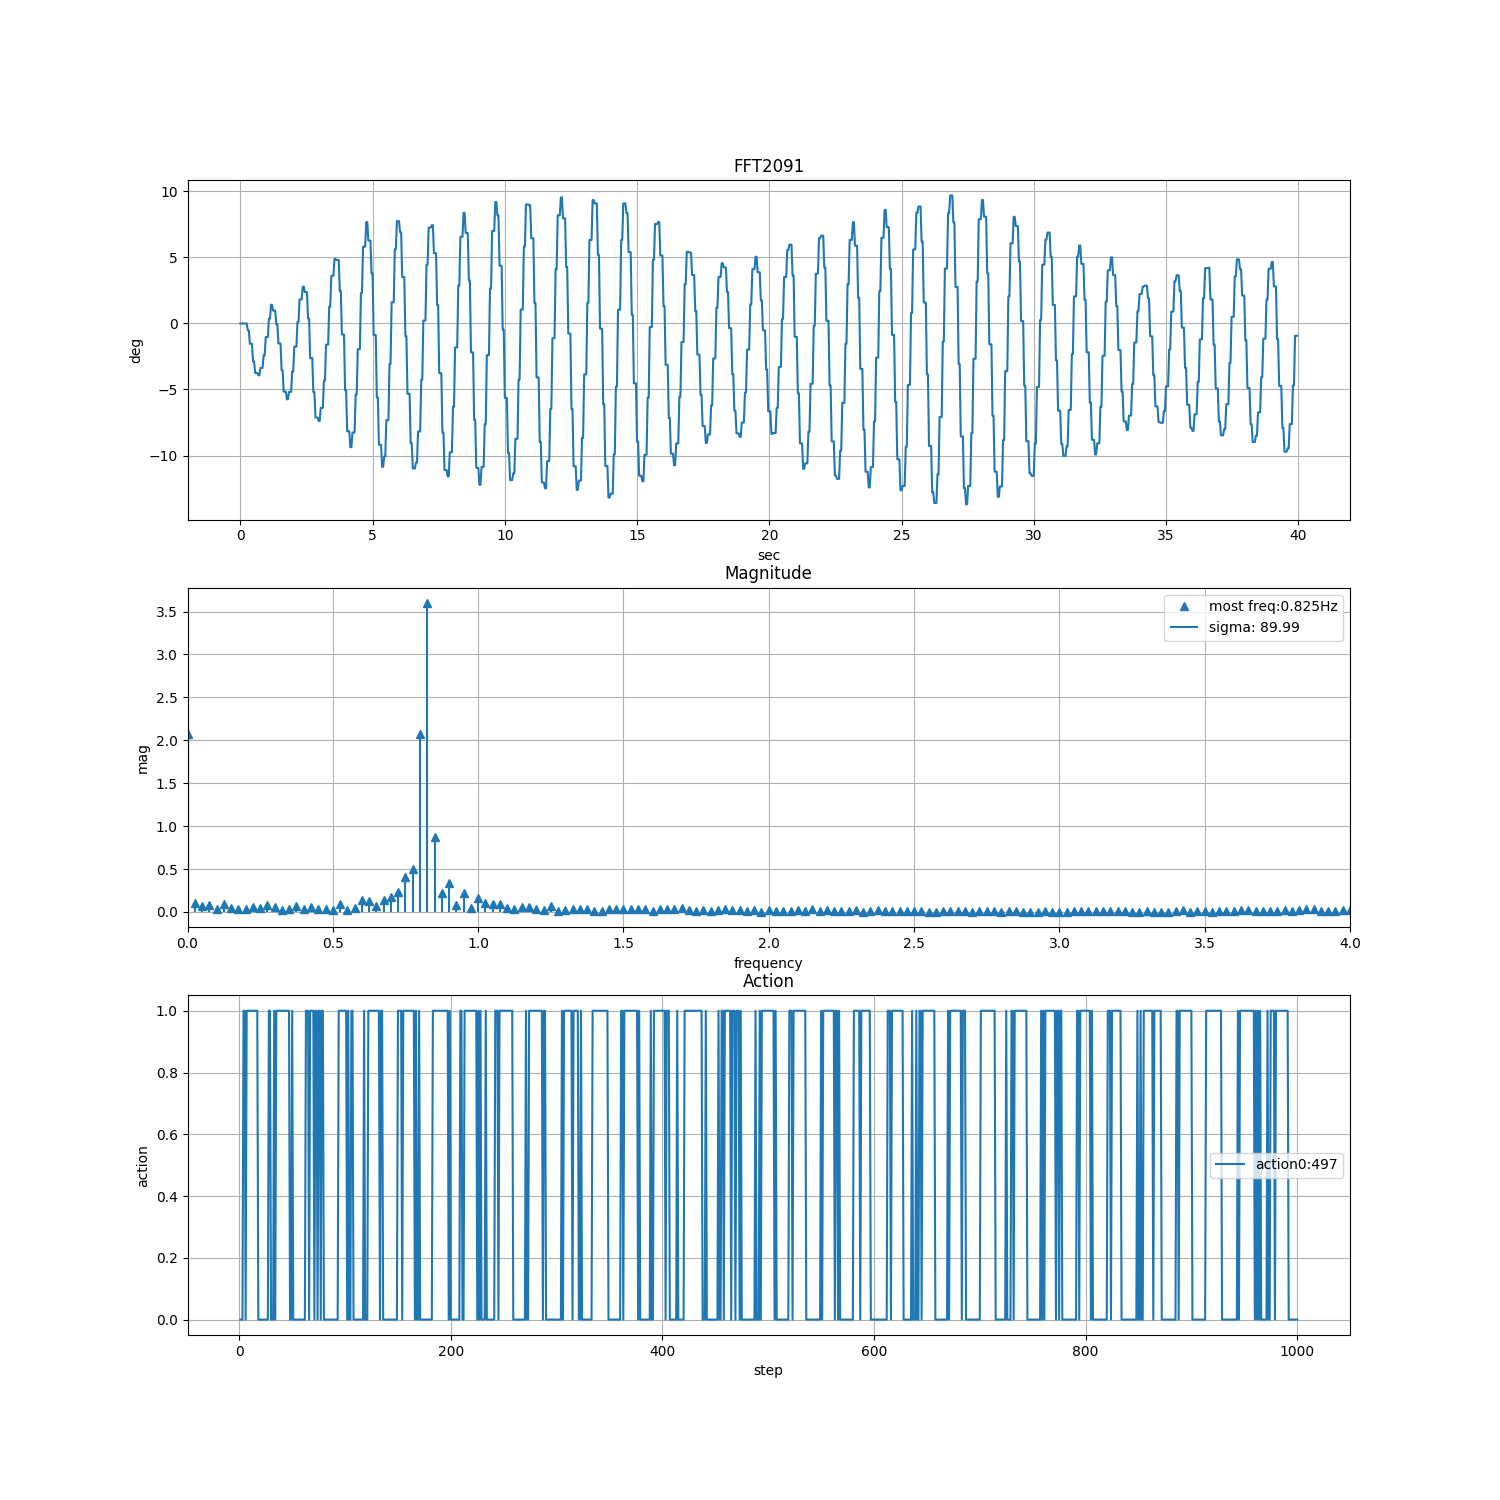 FFT2091
10
5
0
−5
−10
deg
0 5 10 15 20 25 30 35 40
sec
Magnitude
3.5
3.0
2.5
2.0
1.5
1.0
0.5
0.0
mag
most freq:0.825Hz
sigma: 89.99
0.0 0.5 1.0 1.5 2.0 2.5 3.0 3.5 4.0
frequency
Action
1.0
0.8
0.6
0.4
0.2
0.0
action
action0:497
0 200 400 600 800 1000
step